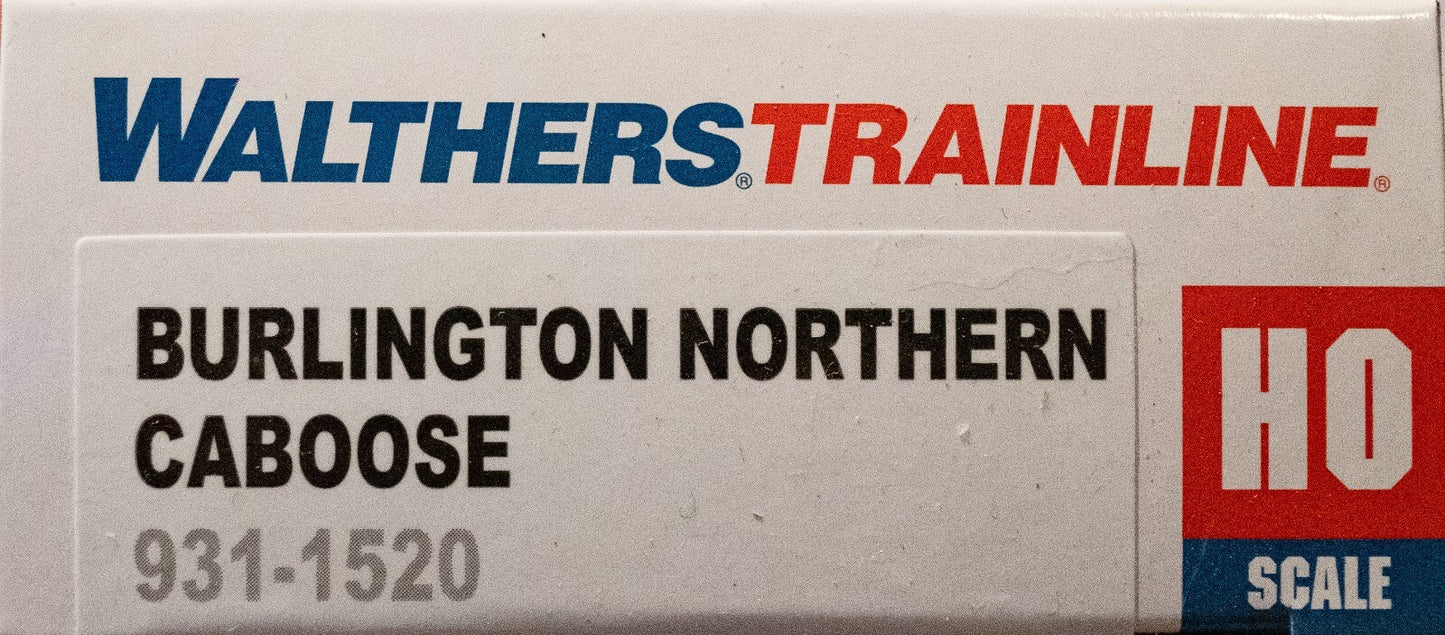 WALTHERS®TRAINLINE®
BURLINGTON NORTHERN
CABOOSE
931-1520
HO
SCALE